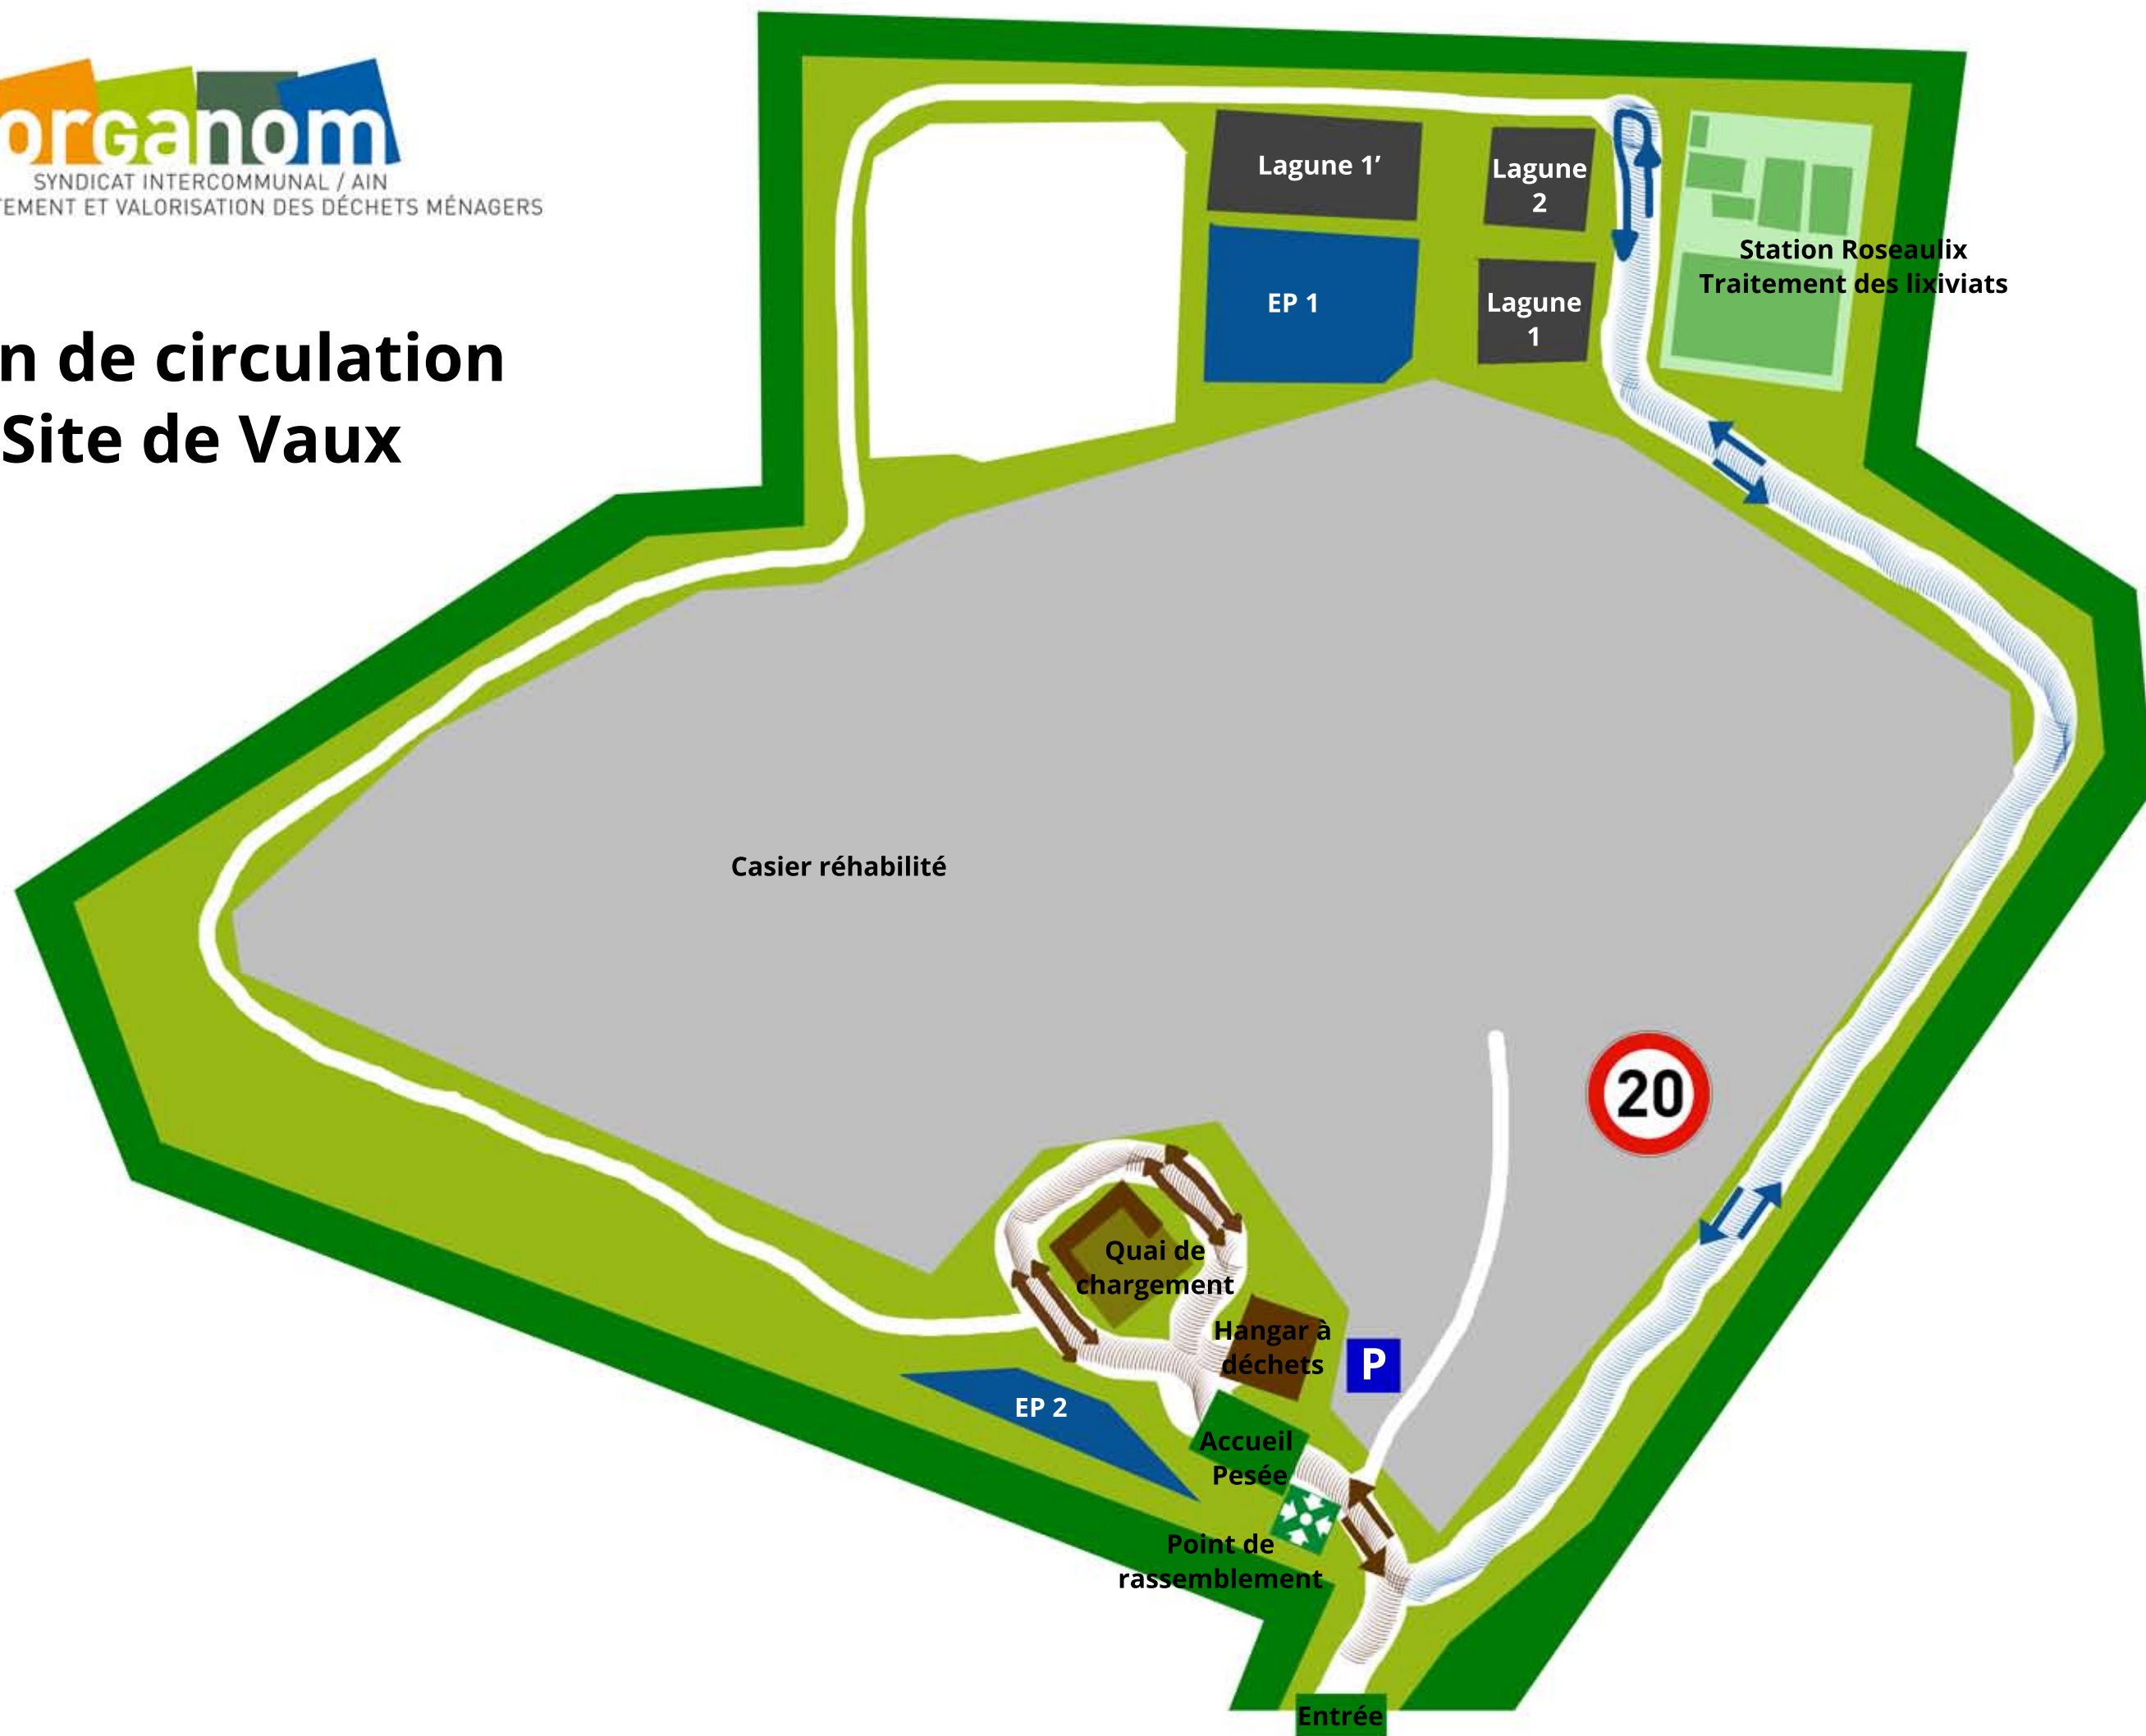 organom
SYNDICAT INTERCOMMUNAL / AIN
ET VALORISATION DES DÉCHETS MÉNAGERS
de circulation
Site de Vaux
Lagune 1’
Lagune
2
EP 1
Lagune
1
Station Roseaulix
Traitement des lixiviats
Casier réhabilité
20
Quai de
chargement
Hangar à
déchets
P
EP 2
Accueil
Pesée
Point de
rassemblement
Entrée